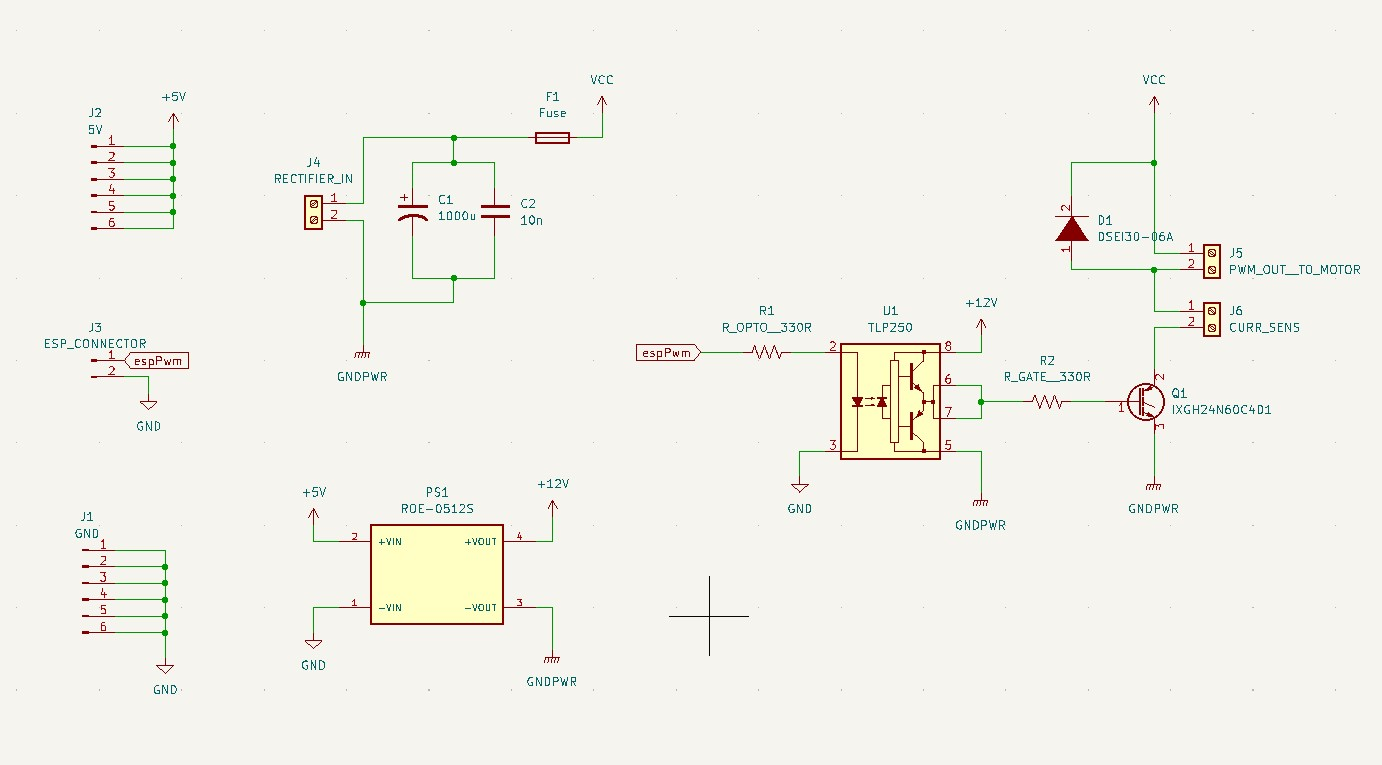 J2
5V
+5V
1
2
3
4
5
6
J4
RECTIFIER_IN
1
2
+
C1
1000u
C2
10n
F1
Fuse
VCC
GNDPWR
J3
ESP_CONNECTOR
1
2
espPwm
GND
J1
GND
1
2
3
4
5
6
GND
+5V
PS1
ROE-0512S
+12V
2
+VIN
+VOUT
4
1
-VIN
-VOUT
3
GND
GNDPWR
espPwm
R1
R_OPTO__330R
U1
TLP250
+12V
2
8
6
7
3
5
GND
GNDPWR
R2
R_GATE__330R
VCC
2
D1
DSEI30-06A
1
1
2
J5
PWM_OUT__TO_MOTOR
1
2
J6
CURR_SENS
2
1
3
Q1
IXGH24N60C4D1
GNDPWR